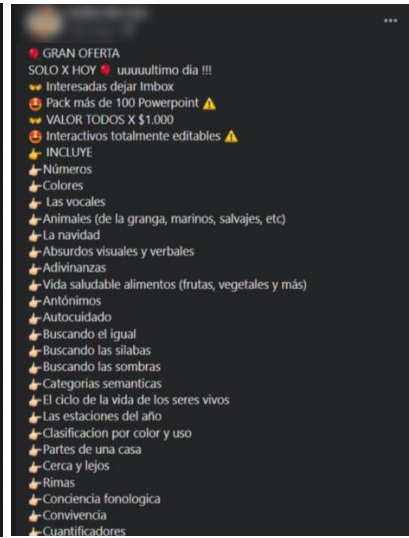 🎈 GRAN OFERTA
SOLO X HOY 🎈 uuuuultimo dia !!!
👐 Interesadas dejar Imbox
🤩 Pack más de 100 Powerpoint ⚠️
👐 VALOR TODOS X $1.000
🤩 Interactivos totalmente editables ⚠️
👉 INCLUYE
👉🏻Números
👉🏻Colores
👉🏻 Las vocales
👉🏻Animales (de la granga, marinos, salvajes, etc)
👉🏻La navidad
👉🏻Absurdos visuales y verbales
👉🏻Adivinanzas
👉🏻Vida saludable alimentos (frutas, vegetales y más)
👉🏻Antónimos
👉🏻Autocuidado
👉🏻Buscando el igual
👉🏻Buscando las silabas
👉🏻Buscando las sombras
👉🏻Categorias semanticas
👉🏻El ciclo de la vida de los seres vivos
👉🏻Las estaciones del año
👉🏻Clasificacion por color y uso
👉🏻Partes de una casa
👉🏻Cerca y lejos
👉🏻Rimas
👉🏻Conciencia fonologica
👉🏻Convivencia
👉🏻Cuantificadores